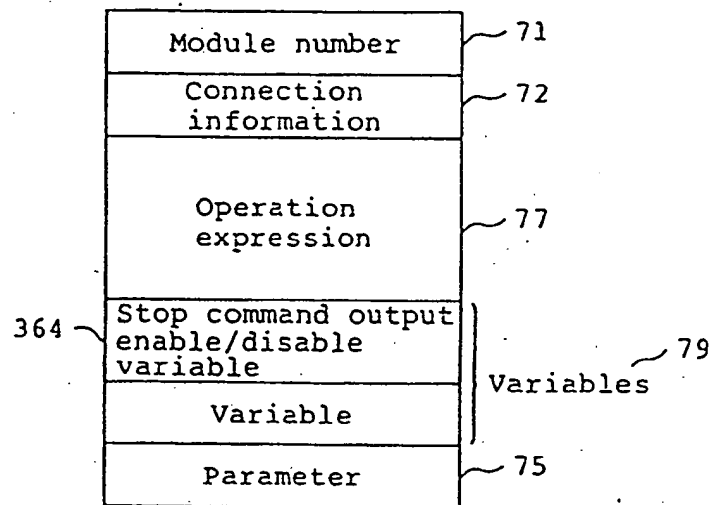 Module number
71
Connection
information
72
Operation
expression
77
364
Stop command output
enable/disable
variable
Variables
79
Variable
Parameter
75